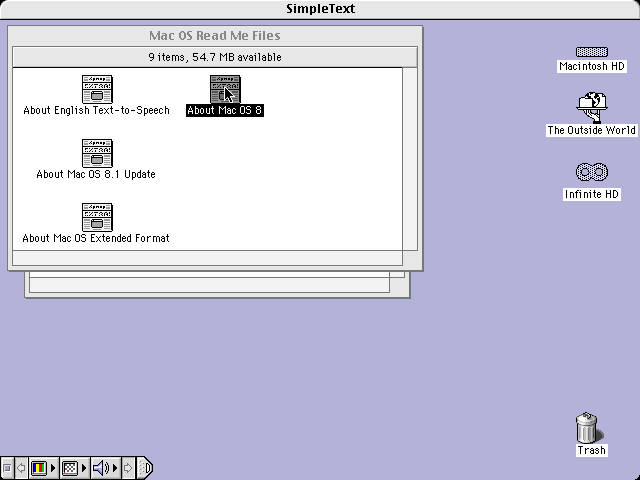 SimpleText
Mac OS Read Me Files
9 items, 54.7 MB available
About English Text-to-Speech
About Mac OS 8
About Mac OS 8.1 Update
About Mac OS Extended Format
Macintosh HD
The Outside World
Infinite HD
Trash